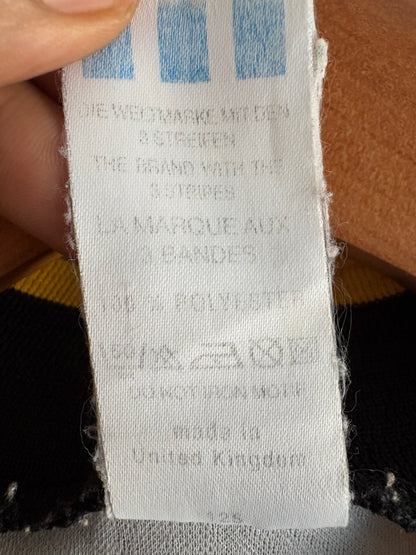 DIE WELTMARKE MIT DEN
3 STREIFEN
THE BRAND WITH THE
3 STRIPES
LA MARQUE AUX
3 BANDES
100 % POLYESTER
DO NOT IRON MOTIF
made in
United Kingdom